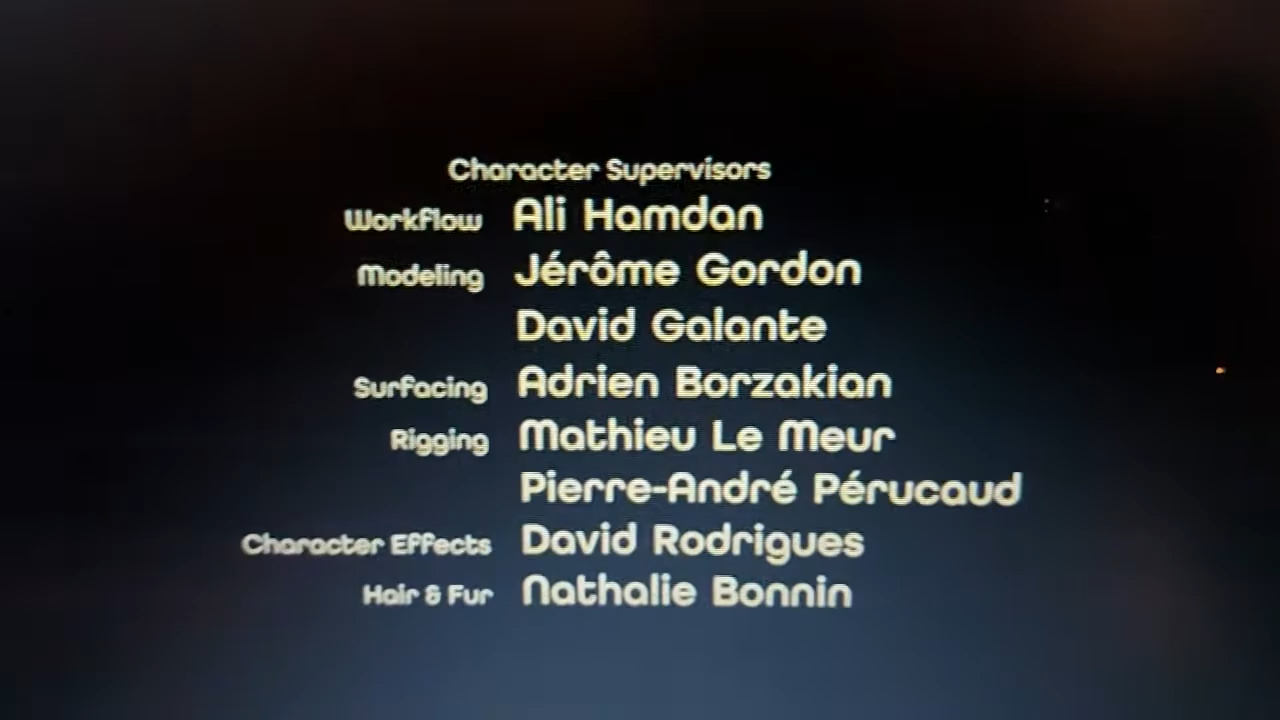 Character Supervisors
Workflow Ali Hamdan
Modeling Jérôme Gordon
David Galante
Surfacing Adrien Borzakian
Rigging Mathieu Le Meur
Pierre-André Pérucaud
Character Effects David Rodrigues
Hair & Fur Nathalie Bonnin